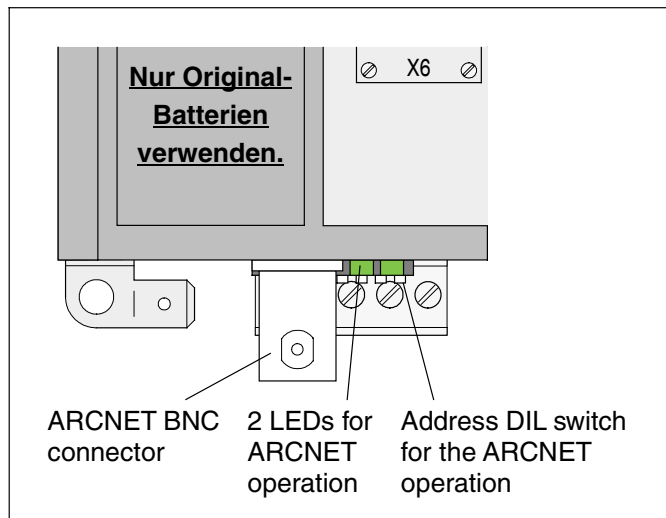 Nur Original-
Batterien
verwenden.
X6
ARCNET BNC
connector
2 LEDs for
ARCNET
operation
Address DIL switch
for the ARCNET
operation